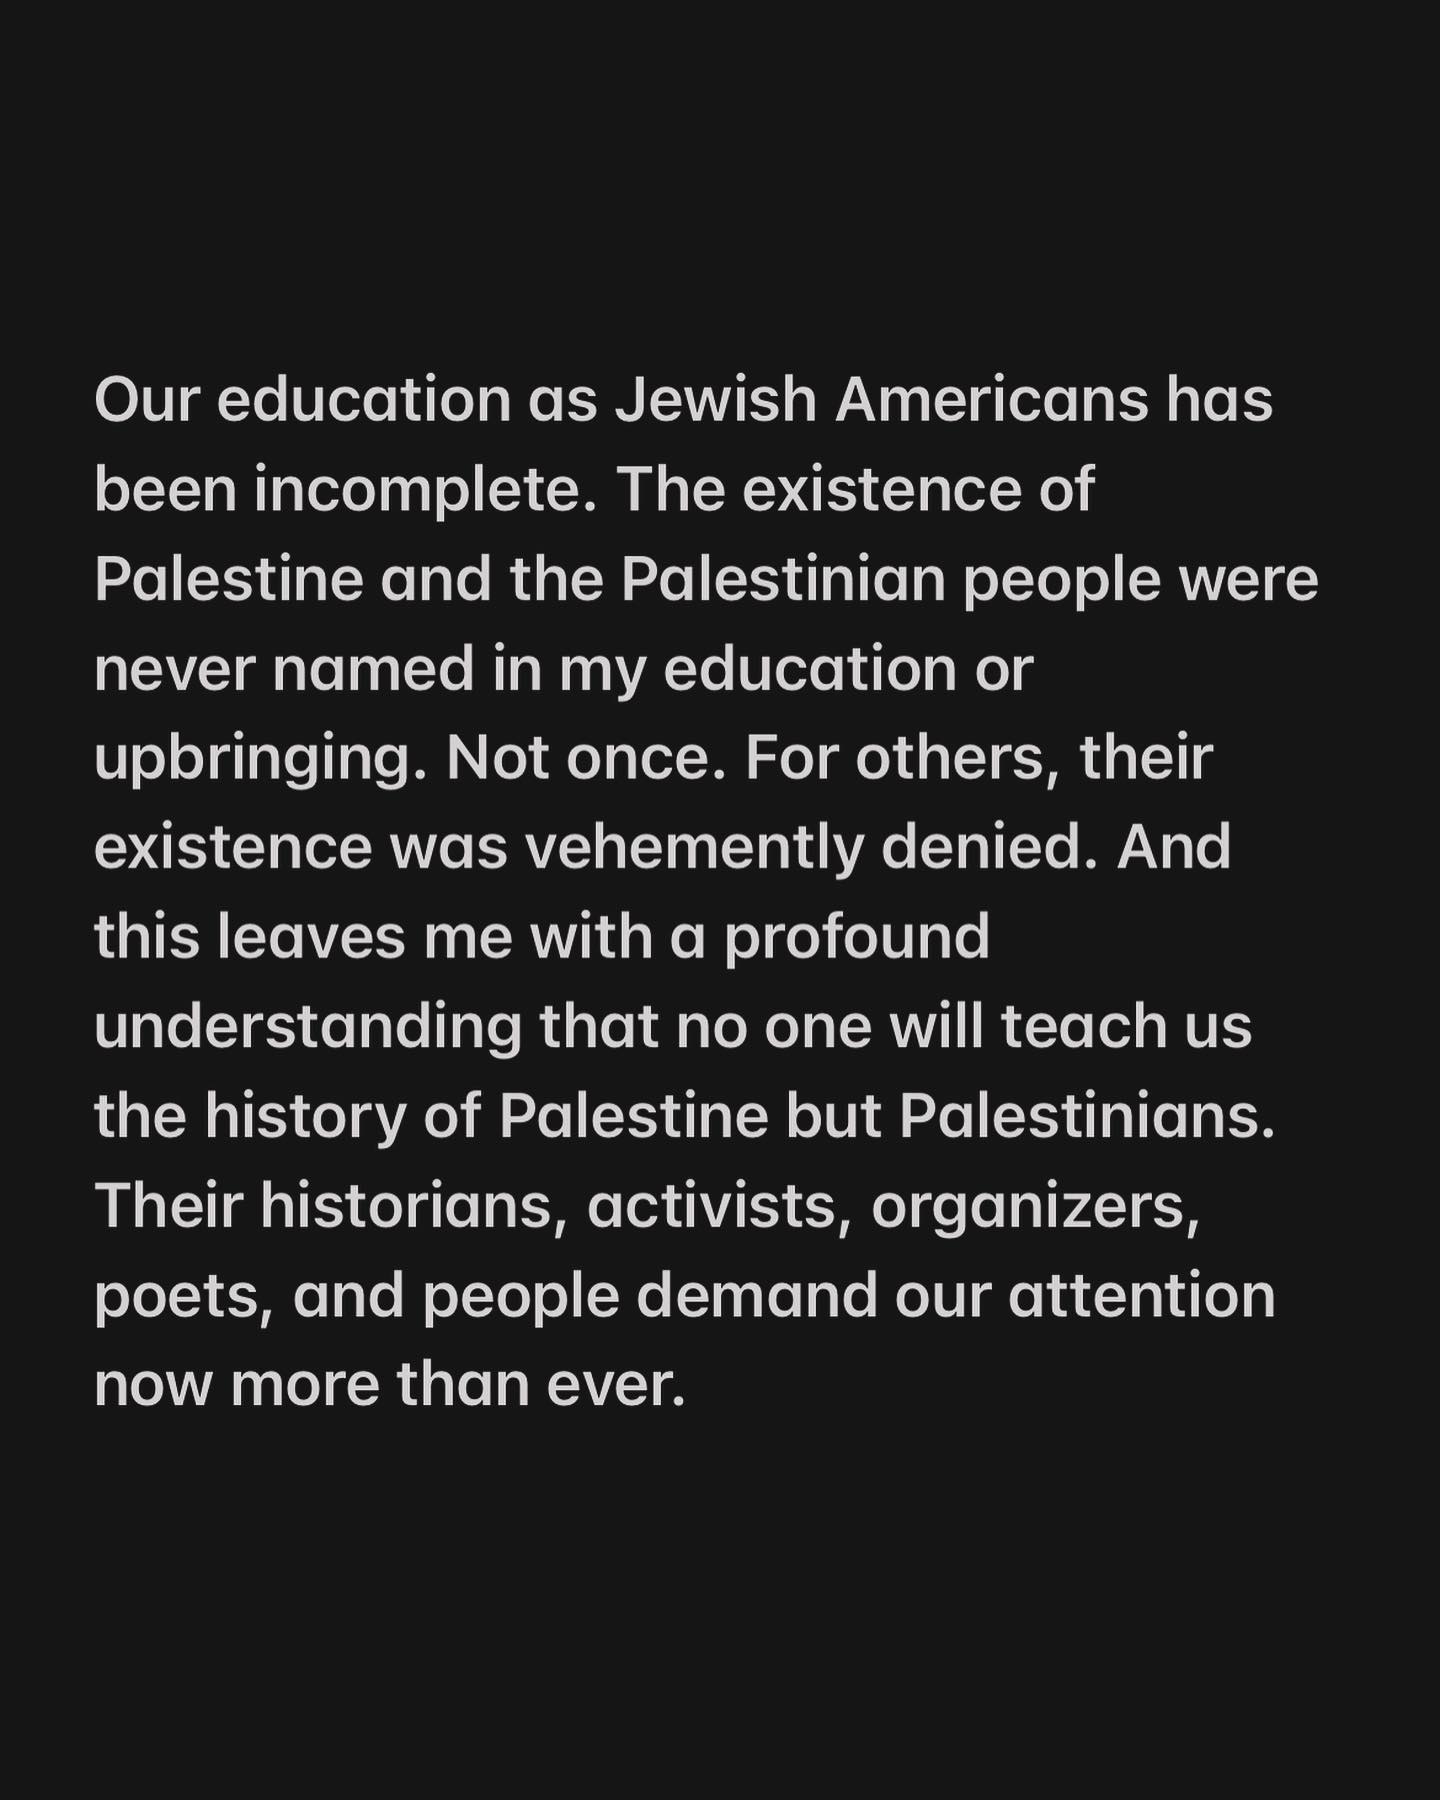 Our education as Jewish Americans has
been incomplete. The existence of
Palestine and the Palestinian people were
never named in my education or
upbringing. Not once. For others, their
existence was vehemently denied. And
this leaves me with a profound
understanding that no one will teach us
the history of Palestine but Palestinians.
Their historians, activists, organizers,
poets, and people demand our attention
now more than ever.